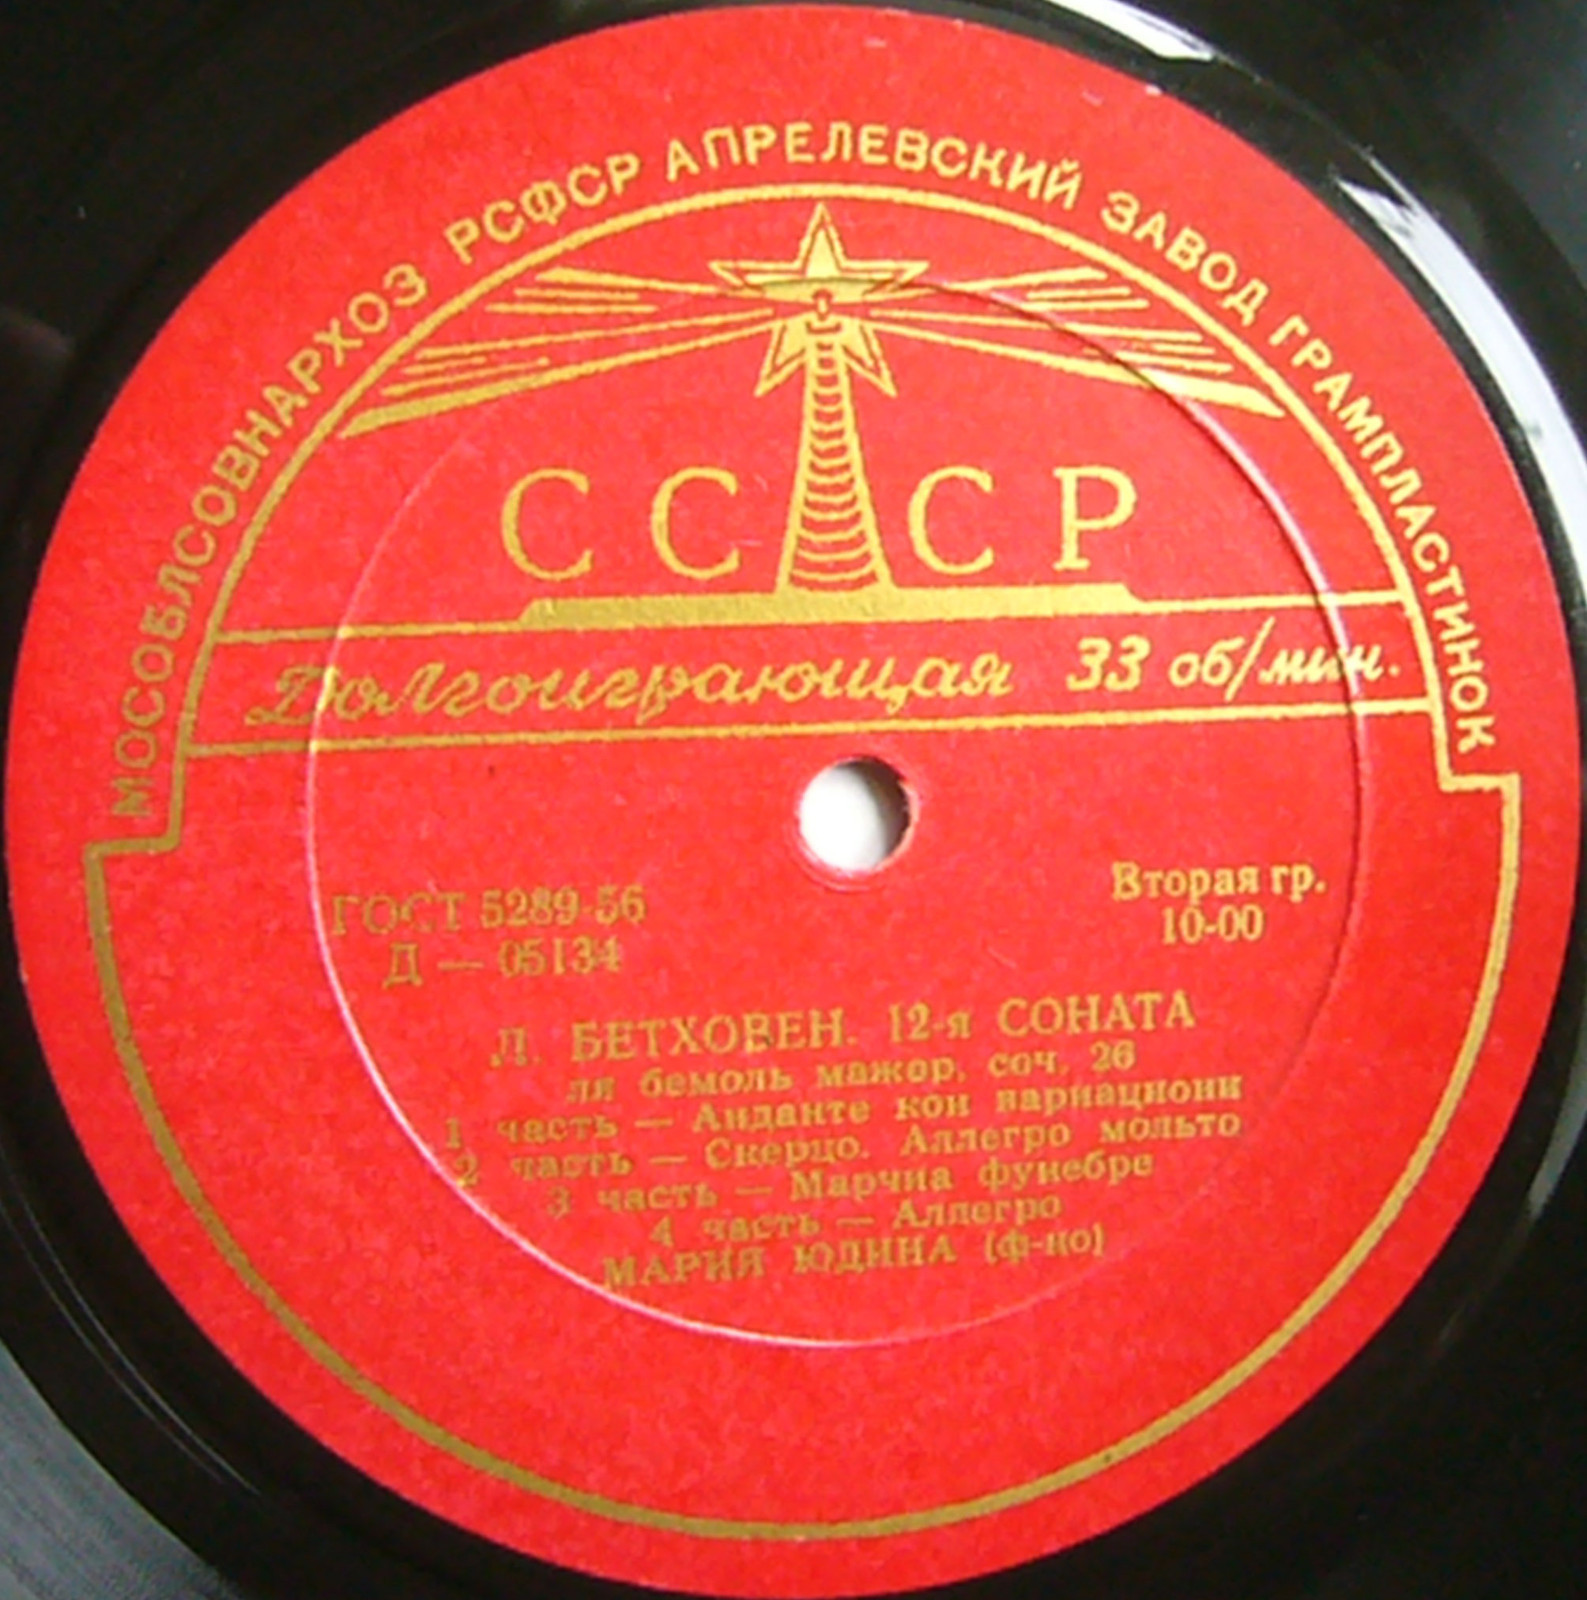 МОСОБЛСОВНАРХОЗ РСФСР АПРЕЛЕВСКИЙ ЗАВОД ГРАМПЛАСТИНОК
СССР
Долгоиграющая 33 об/мин.
ГОСТ 5289-56
Д — 05134
Вторая гр.
10-00
Л. БЕТХОВЕН. 12-я СОНАТА
ля бемоль мажор, соч. 26
1 часть — Анданте кон вариациони
2 часть — Скерцо. Аллегро мольто
3 часть — Марчиа фунебре
4 часть — Аллегро
МАРИЯ ЮДИНА (ф-но)